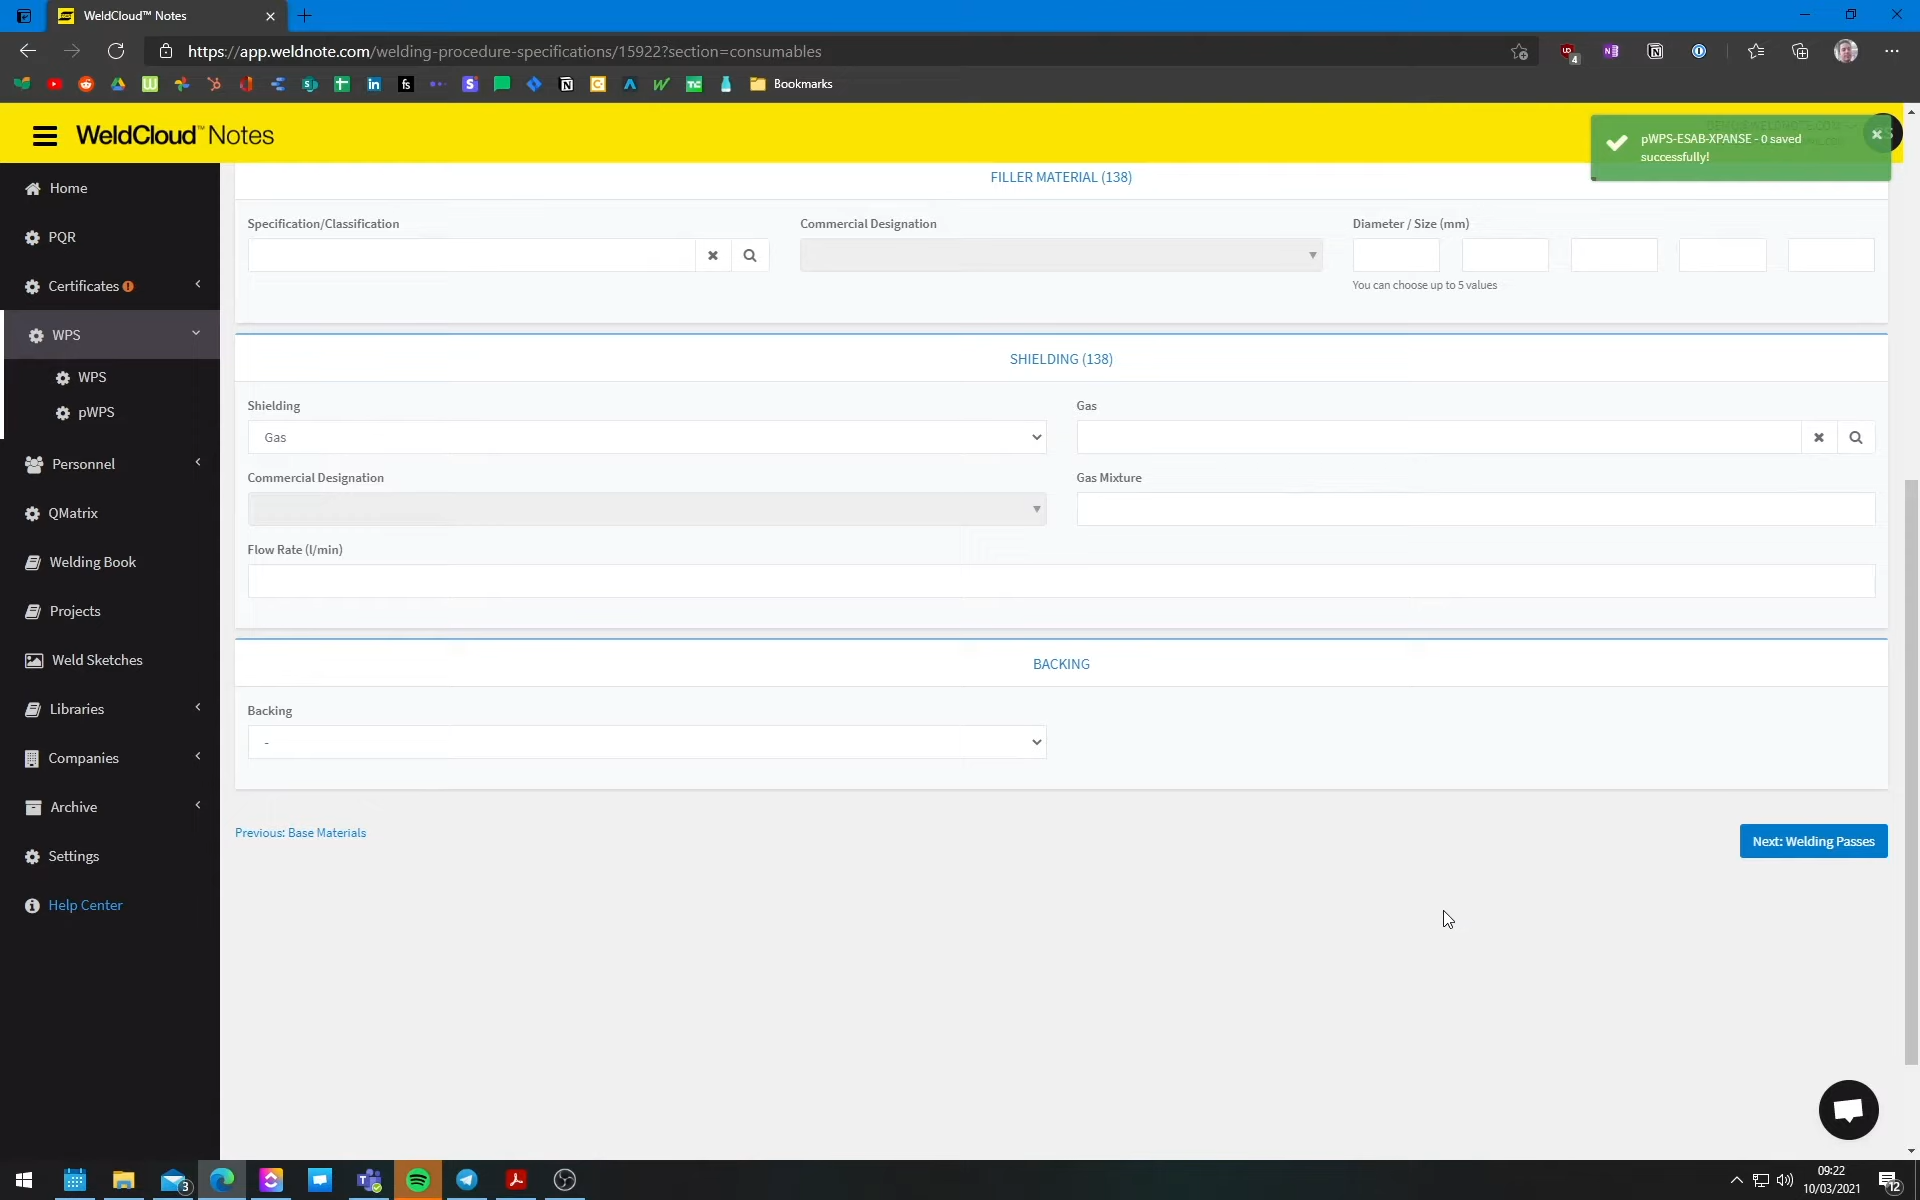 WeldCloud™ Notes
https://app.weldnote.com/welding-procedure-specifications/15922?section=consumables
4
Bookmarks
WeldCloud™ Notes
pWPS-ESAB-XPANSE - 0 saved
successfully!
Home
PQR
Certificates
WPS
WPS
pWPS
Personnel
QMatrix
Welding Book
Projects
Weld Sketches
Libraries
Companies
Archive
Settings
Help Center
FILLER MATERIAL (138)
Specification/Classification
Commercial Designation
Diameter / Size (mm)
You can choose up to 5 values
SHIELDING (138)
Shielding
Gas
Gas
Commercial Designation
Gas Mixture
Flow Rate (l/min)
BACKING
Backing
-
Previous: Base Materials
Next: Welding Passes
3
09:22
10/03/2021
12